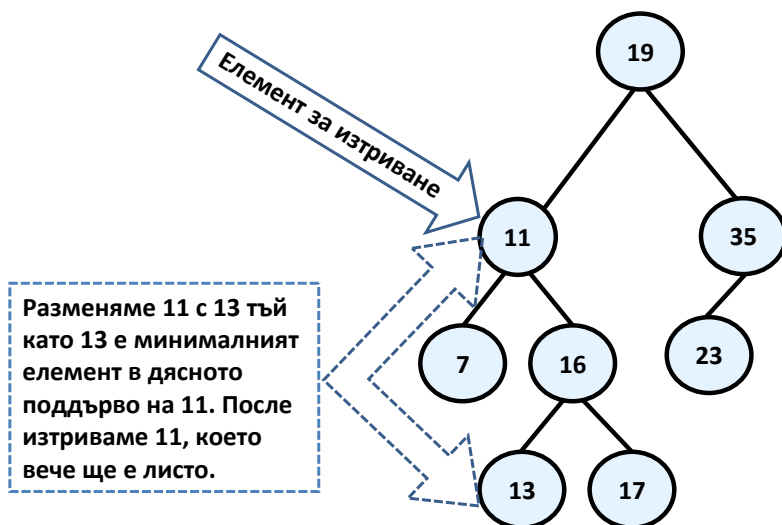 19
Елемент за изтриване
11
35
Разменяме 11 с 13 тъй
като 13 е минималният
елемент в дясното
поддърво на 11. После
изтриваме 11, което
вече ще е листо.
7
16
23
13
17